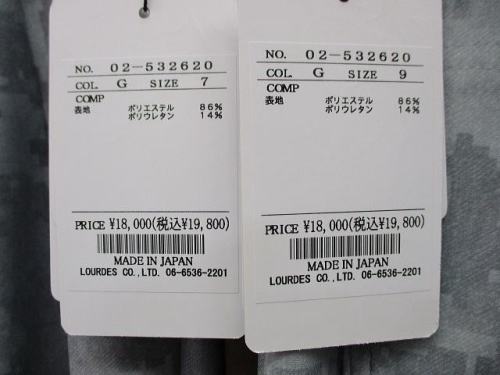 NO. 02-532620
COL. G SIZE 7
COMP
表地 ポリエステル 86%
ポリウレタン 14%
PRICE ¥18,000(税込¥19,800)
MADE IN JAPAN
LOURDES CO.,LTD. 06-6536-2201
NO. 02-532620
COL. G SIZE 9
COMP
表地 ポリエステル 86%
ポリウレタン 14%
PRICE ¥18,000(税込¥19,800)
MADE IN JAPAN
LOURDES CO.,LTD. 06-6536-2201